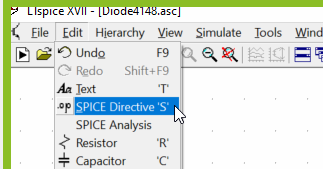 LTspice XVII - [Diode4148.asc]
File Edit Hierarchy View Simulate Tools
Undo F9
Redo Shift+F9
Aa Text 'T'
.op SPICE Directive 'S'
SPICE Analysis
Resistor 'R'
Capacitor 'C'